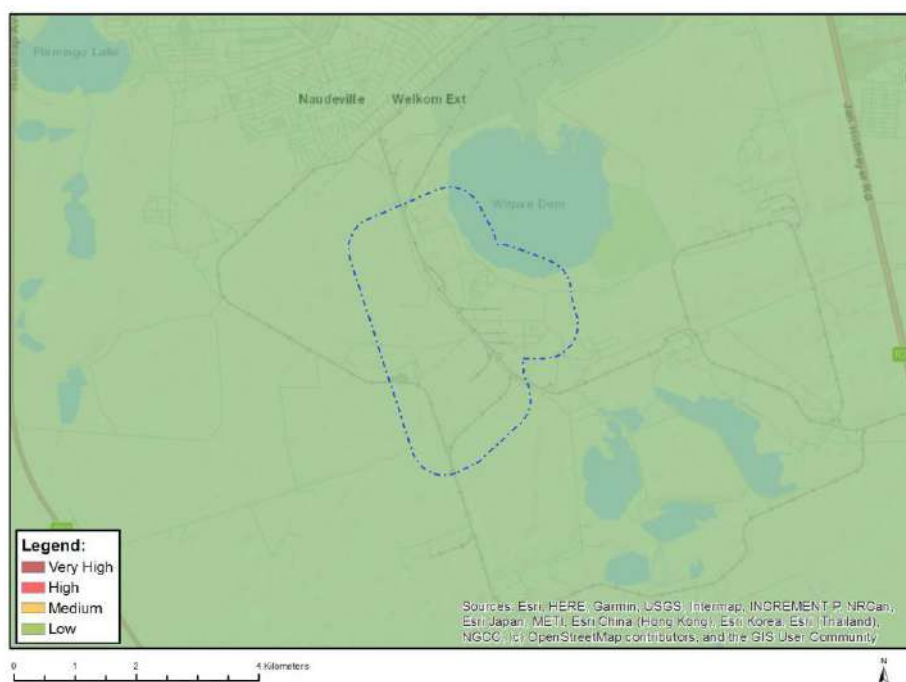 Flamingo Lake
Naudeville
Welkom Ext
Witpan Dam
Jan Hofmeyr Rd
Legend:
Very High
High
Medium
Low
Sources: Esri, HERE, Garmin, USGS, Intermap, INCREMENT P, NRCan,
Esri Japan, METI, Esri China (Hong Kong), Esri Korea, Esri (Thailand),
NGCC, (c) OpenStreetMap contributors, and the GIS User Community
0 1 2 4 Kilometers
N